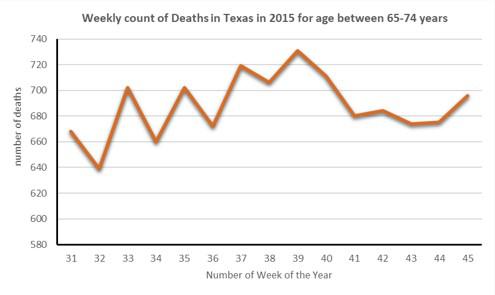 Weekly count of Deaths in Texas in 2015 for age between 65-74 years
740
720
700
680
660
640
620
600
580
number of deaths
31 32 33 34 35 36 37 38 39 40 41 42 43 44 45
Number of Week of the Year